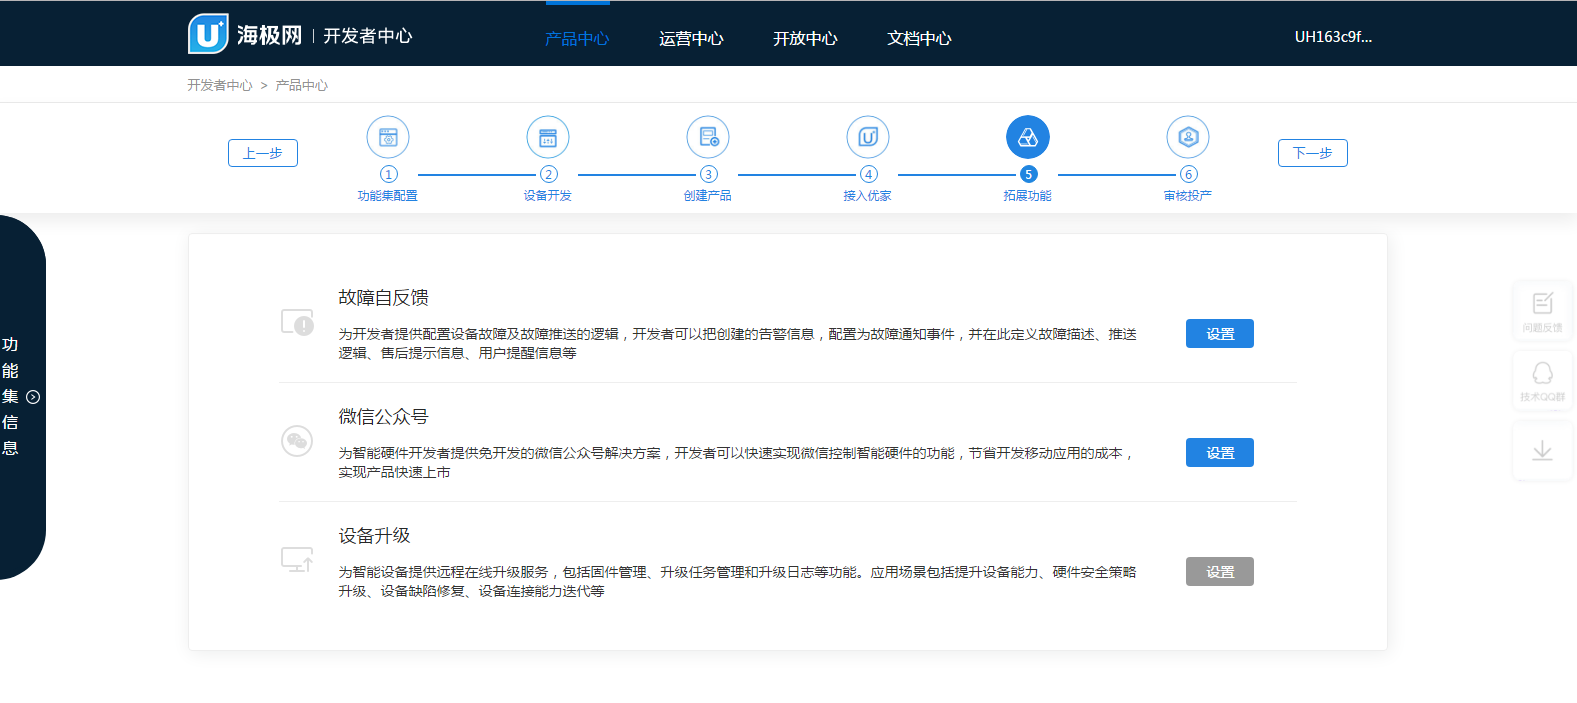 U+ 海极网 | 开发者中心
产品中心 运营中心 开放中心 文档中心
UH163c9f...
开发者中心 > 产品中心
上一步
1 功能集配置
2 设备开发
3 创建产品
4 接入优家
5 拓展功能
6 审核投产
下一步
功能集信息
故障自反馈
为开发者提供配置设备故障及故障推送的逻辑，开发者可以把创建的告警信息，配置为故障通知事件，并在此定义故障描述、推送
逻辑、售后提示信息、用户提醒信息等
设置
微信公众号
为智能硬件开发者提供免开发的微信公众号解决方案，开发者可以快速实现微信控制智能硬件的功能，节省开发移动应用的成本，
实现产品快速上市
设置
设备升级
为智能设备提供远程在线升级服务，包括固件管理、升级任务管理和升级日志等功能。应用场景包括提升设备能力、硬件安全策略
升级、设备缺陷修复、设备连接能力迭代等
设置
问题反馈
技术QQ群